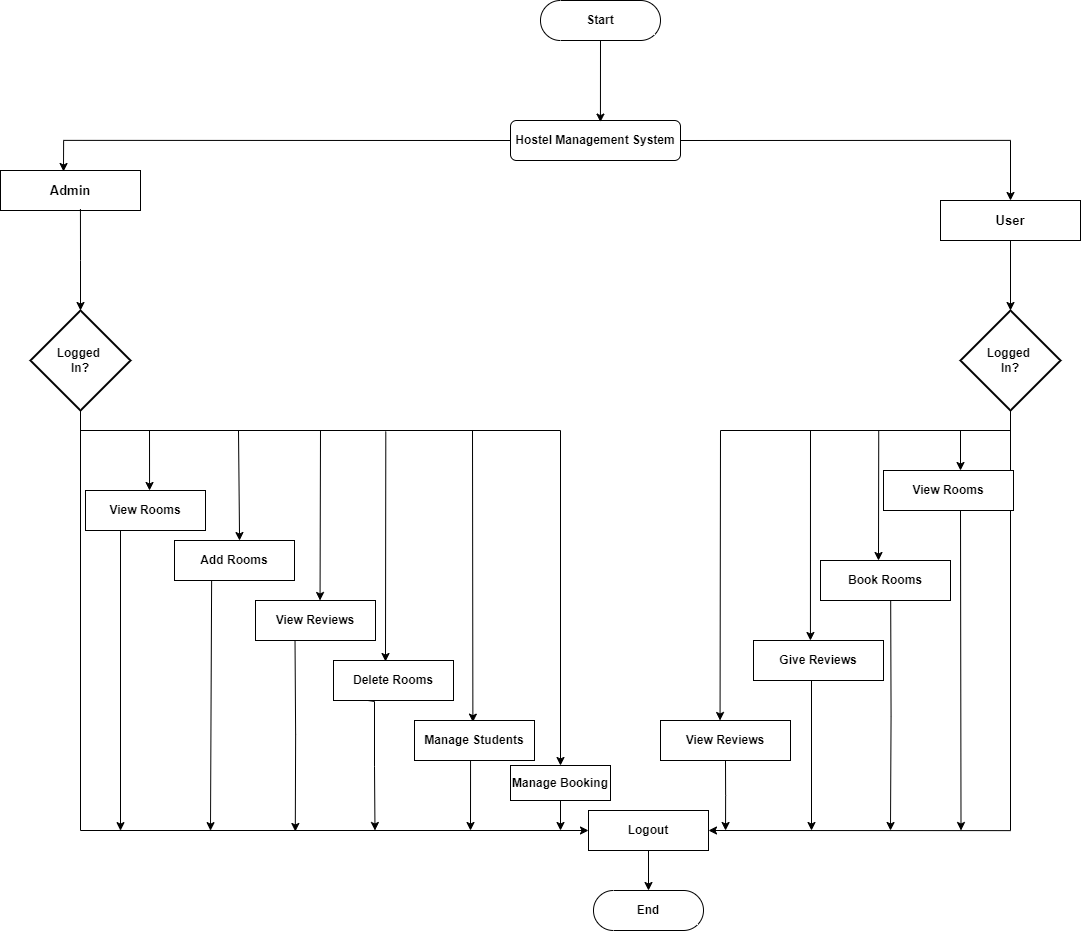 Start
Hostel Management System
Admin
User
Logged
In?
Logged
In?
View Rooms
View Rooms
Add Rooms
Book Rooms
View Reviews
Give Reviews
Delete Rooms
Manage Students
View Reviews
Manage Booking
Logout
End